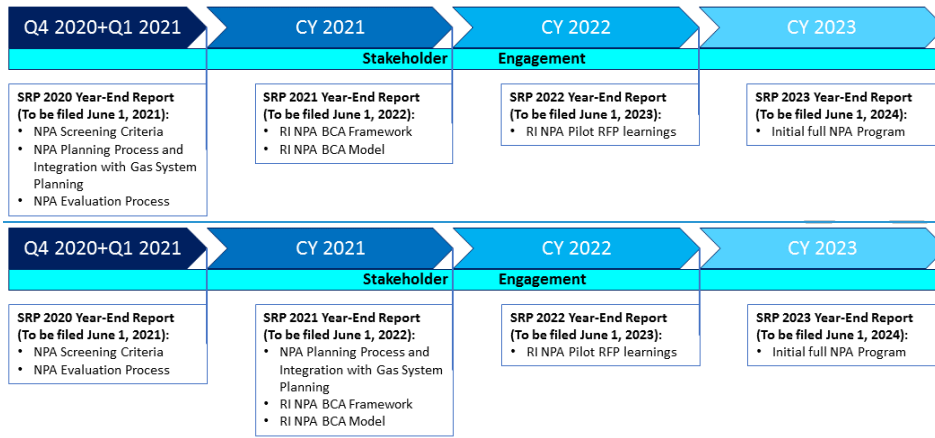 Q4 2020+Q1 2021
CY 2021
CY 2022
CY 2023
Stakeholder Engagement
SRP 2020 Year-End Report
(To be filed June 1, 2021):
• NPA Screening Criteria
• NPA Planning Process and
Integration with Gas System
Planning
• NPA Evaluation Process
SRP 2021 Year-End Report
(To be filed June 1, 2022):
• RI NPA BCA Framework
• RI NPA BCA Model
SRP 2022 Year-End Report
(To be filed June 1, 2023):
• RI NPA Pilot RFP learnings
SRP 2023 Year-End Report
(To be filed June 1, 2024):
• Initial full NPA Program
Q4 2020+Q1 2021
CY 2021
CY 2022
CY 2023
Stakeholder Engagement
SRP 2020 Year-End Report
(To be filed June 1, 2021):
• NPA Screening Criteria
• NPA Evaluation Process
SRP 2021 Year-End Report
(To be filed June 1, 2022):
• NPA Planning Process and
Integration with Gas System
Planning
• RI NPA BCA Framework
• RI NPA BCA Model
SRP 2022 Year-End Report
(To be filed June 1, 2023):
• RI NPA Pilot RFP learnings
SRP 2023 Year-End Report
(To be filed June 1, 2024):
• Initial full NPA Program